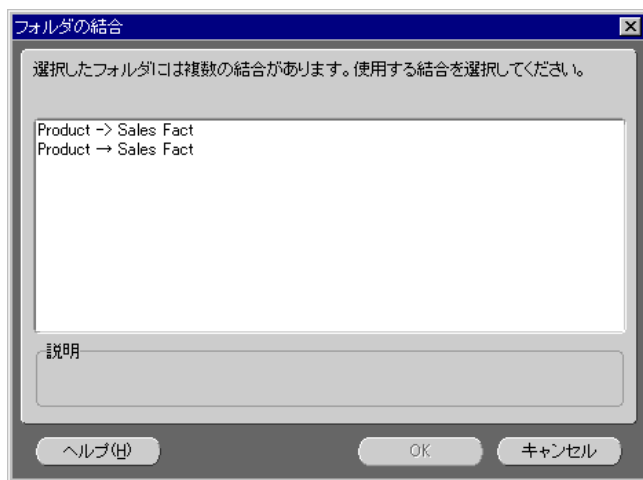 フォルダの結合
選択したフォルダには複数の結合があります。使用する結合を選択してください。
Product -> Sales Fact
Product → Sales Fact
説明
ヘルプ(H)
OK
キャンセル